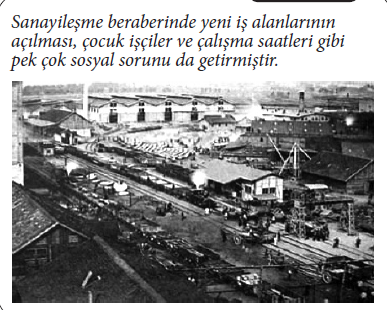 Sanayileşme beraberinde yeni iş alanlarının
açılması, çocuk işçiler ve çalışma saatleri gibi
pek çok sosyal sorunu da getirmiştir.